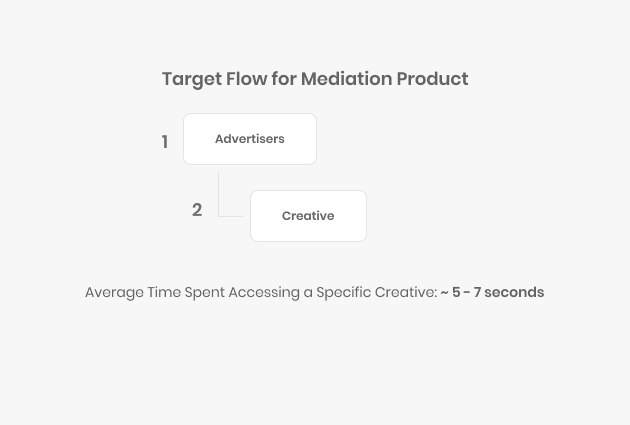 Target Flow for Mediation Product
1
Advertisers
2
Creative
Average Time Spent Accessing a Specific Creative: ~ 5 - 7 seconds